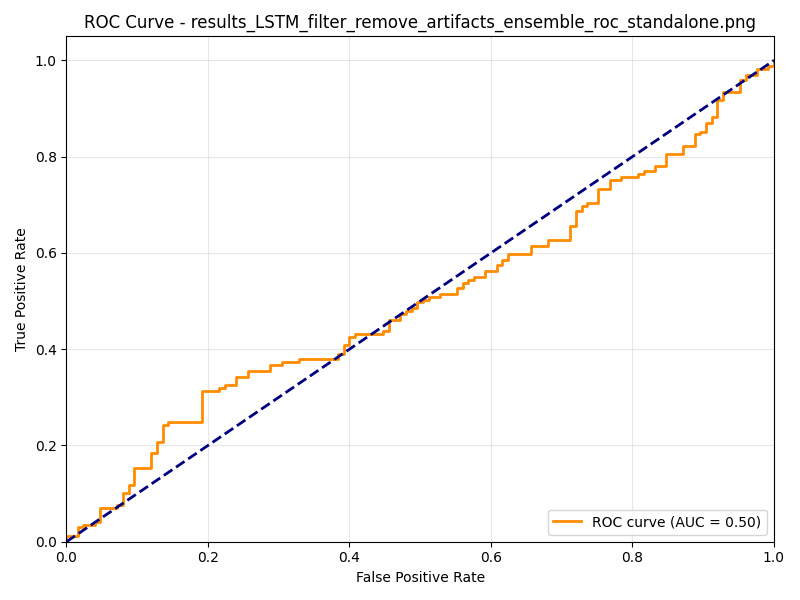 ROC Curve - results_LSTM_filter_remove_artifacts_ensemble_roc_standalone.png
True Positive Rate
1.0
0.8
0.6
0.4
0.2
0.0
ROC curve (AUC = 0.50)
0.0 0.2 0.4 0.6 0.8 1.0
False Positive Rate